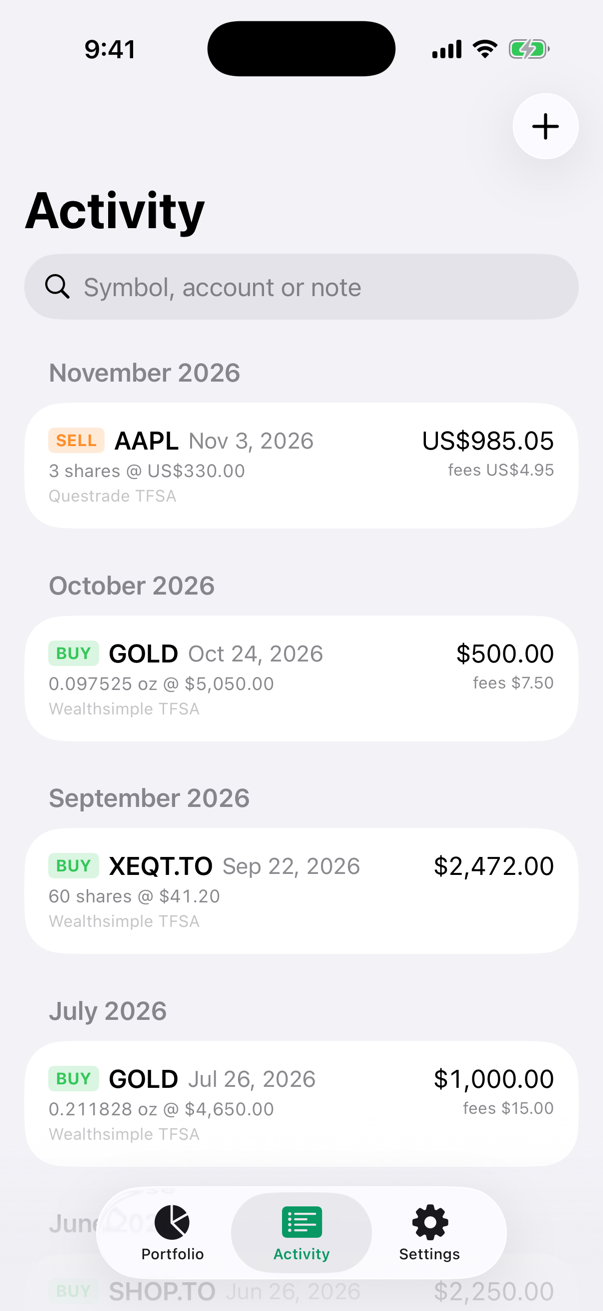 9:41
Activity
Symbol, account or note
November 2026
SELL AAPL Nov 3, 2026 US$985.05
3 shares @ US$330.00 fees US$4.95
Questrade TFSA
October 2026
BUY GOLD Oct 24, 2026 $500.00
0.097525 oz @ $5,050.00 fees $7.50
Wealthsimple TFSA
September 2026
BUY XEQT.TO Sep 22, 2026 $2,472.00
60 shares @ $41.20
Wealthsimple TFSA
July 2026
BUY GOLD Jul 26, 2026 $1,000.00
0.211828 oz @ $4,650.00 fees $15.00
Wealthsimple TFSA
Portfolio Activity Settings
BUY SHOP.TO Jun 26, 2026 $2,250.00